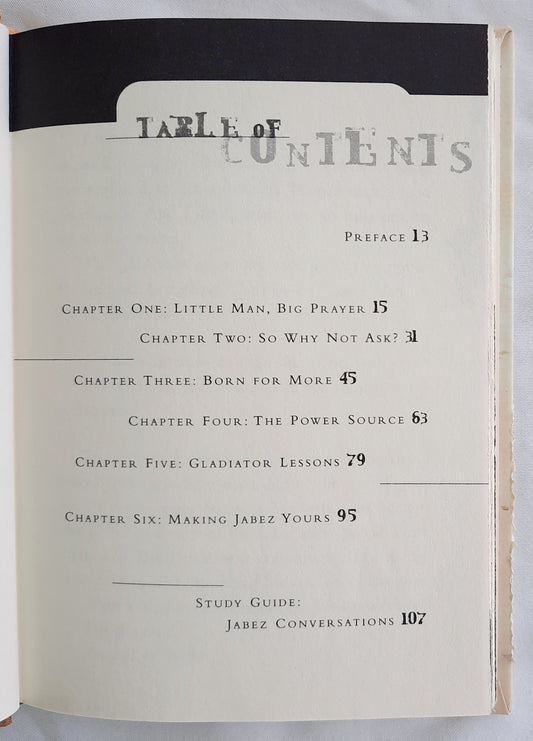 TABLE OF
CONTENTS
PREFACE 13
CHAPTER ONE: LITTLE MAN, BIG PRAYER 15
CHAPTER TWO: SO WHY NOT ASK? 31
CHAPTER THREE: BORN FOR MORE 45
CHAPTER FOUR: THE POWER SOURCE 63
CHAPTER FIVE: GLADIATOR LESSONS 79
CHAPTER SIX: MAKING JABEZ YOURS 95
STUDY GUIDE:
JABEZ CONVERSATIONS 107